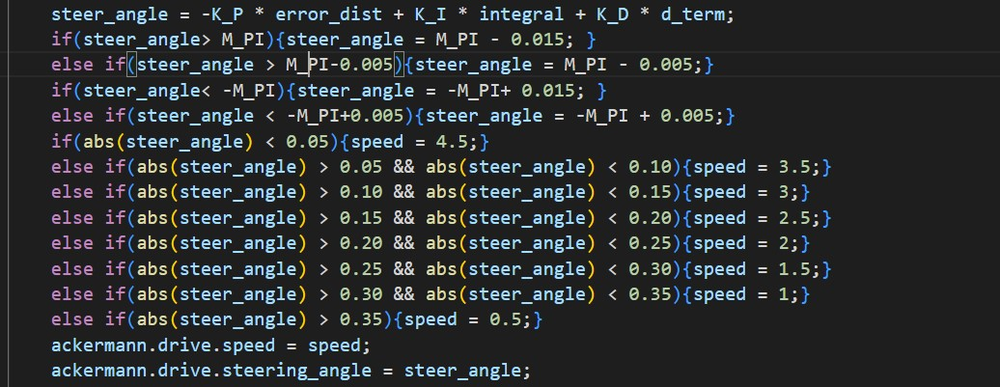 steer_angle = -K_P * error_dist + K_I * integral + K_D * d_term;
if(steer_angle> M_PI){steer_angle = M_PI - 0.015; }
else if(steer_angle > M_PI-0.005){steer_angle = M_PI - 0.005;}
if(steer_angle< -M_PI){steer_angle = -M_PI+ 0.015; }
else if(steer_angle < -M_PI+0.005){steer_angle = -M_PI + 0.005;}
if(abs(steer_angle) < 0.05){speed = 4.5;}
else if(abs(steer_angle) > 0.05 && abs(steer_angle) < 0.10){speed = 3.5;}
else if(abs(steer_angle) > 0.10 && abs(steer_angle) < 0.15){speed = 3;}
else if(abs(steer_angle) > 0.15 && abs(steer_angle) < 0.20){speed = 2.5;}
else if(abs(steer_angle) > 0.20 && abs(steer_angle) < 0.25){speed = 2;}
else if(abs(steer_angle) > 0.25 && abs(steer_angle) < 0.30){speed = 1.5;}
else if(abs(steer_angle) > 0.30 && abs(steer_angle) < 0.35){speed = 1;}
else if(abs(steer_angle) > 0.35){speed = 0.5;}
ackermann.drive.speed = speed;
ackermann.drive.steering_angle = steer_angle;